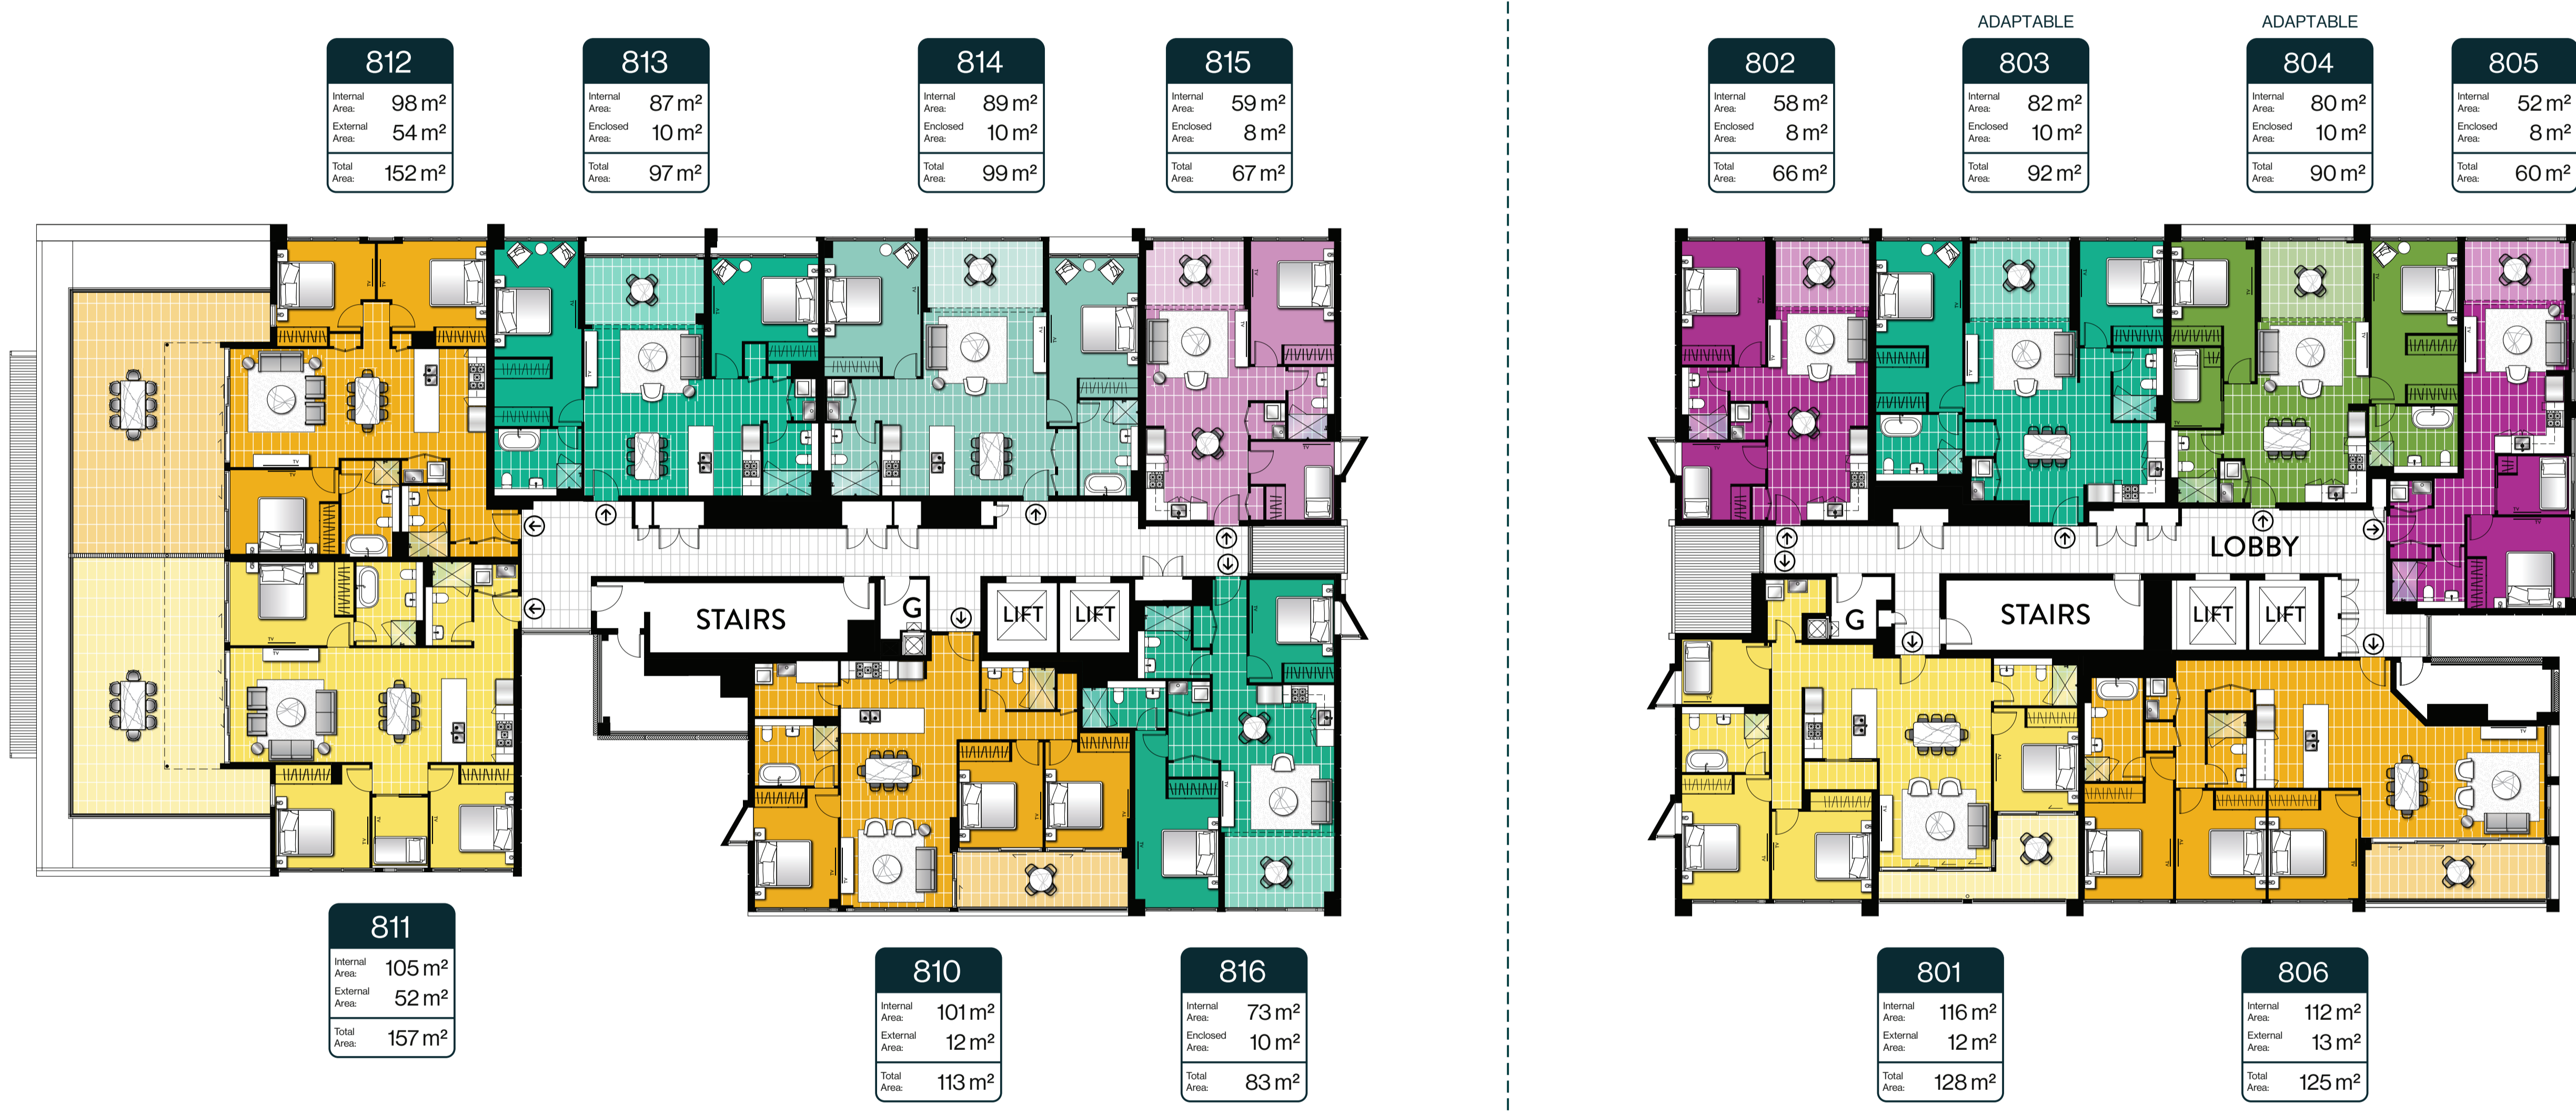 812
Internal Area: 98 m²
External Area: 54 m²
Total Area: 152 m²
813
Internal Area: 87 m²
Enclosed Area: 10 m²
Total Area: 97 m²
814
Internal Area: 89 m²
Enclosed Area: 10 m²
Total Area: 99 m²
815
Internal Area: 59 m²
Enclosed Area: 8 m²
Total Area: 67 m²
802
Internal Area: 58 m²
Enclosed Area: 8 m²
Total Area: 66 m²
ADAPTABLE
803
Internal Area: 82 m²
Enclosed Area: 10 m²
Total Area: 92 m²
ADAPTABLE
804
Internal Area: 80 m²
Enclosed Area: 10 m²
Total Area: 90 m²
805
Internal Area: 52 m²
Enclosed Area: 8 m²
Total Area: 60 m²
STAIRS
G
LIFT
LIFT
LOBBY
G
STAIRS
LIFT
LIFT
811
Internal Area: 105 m²
External Area: 52 m²
Total Area: 157 m²
810
Internal Area: 101 m²
External Area: 12 m²
Total Area: 113 m²
816
Internal Area: 73 m²
Enclosed Area: 10 m²
Total Area: 83 m²
801
Internal Area: 116 m²
External Area: 12 m²
Total Area: 128 m²
806
Internal Area: 112 m²
External Area: 13 m²
Total Area: 125 m²